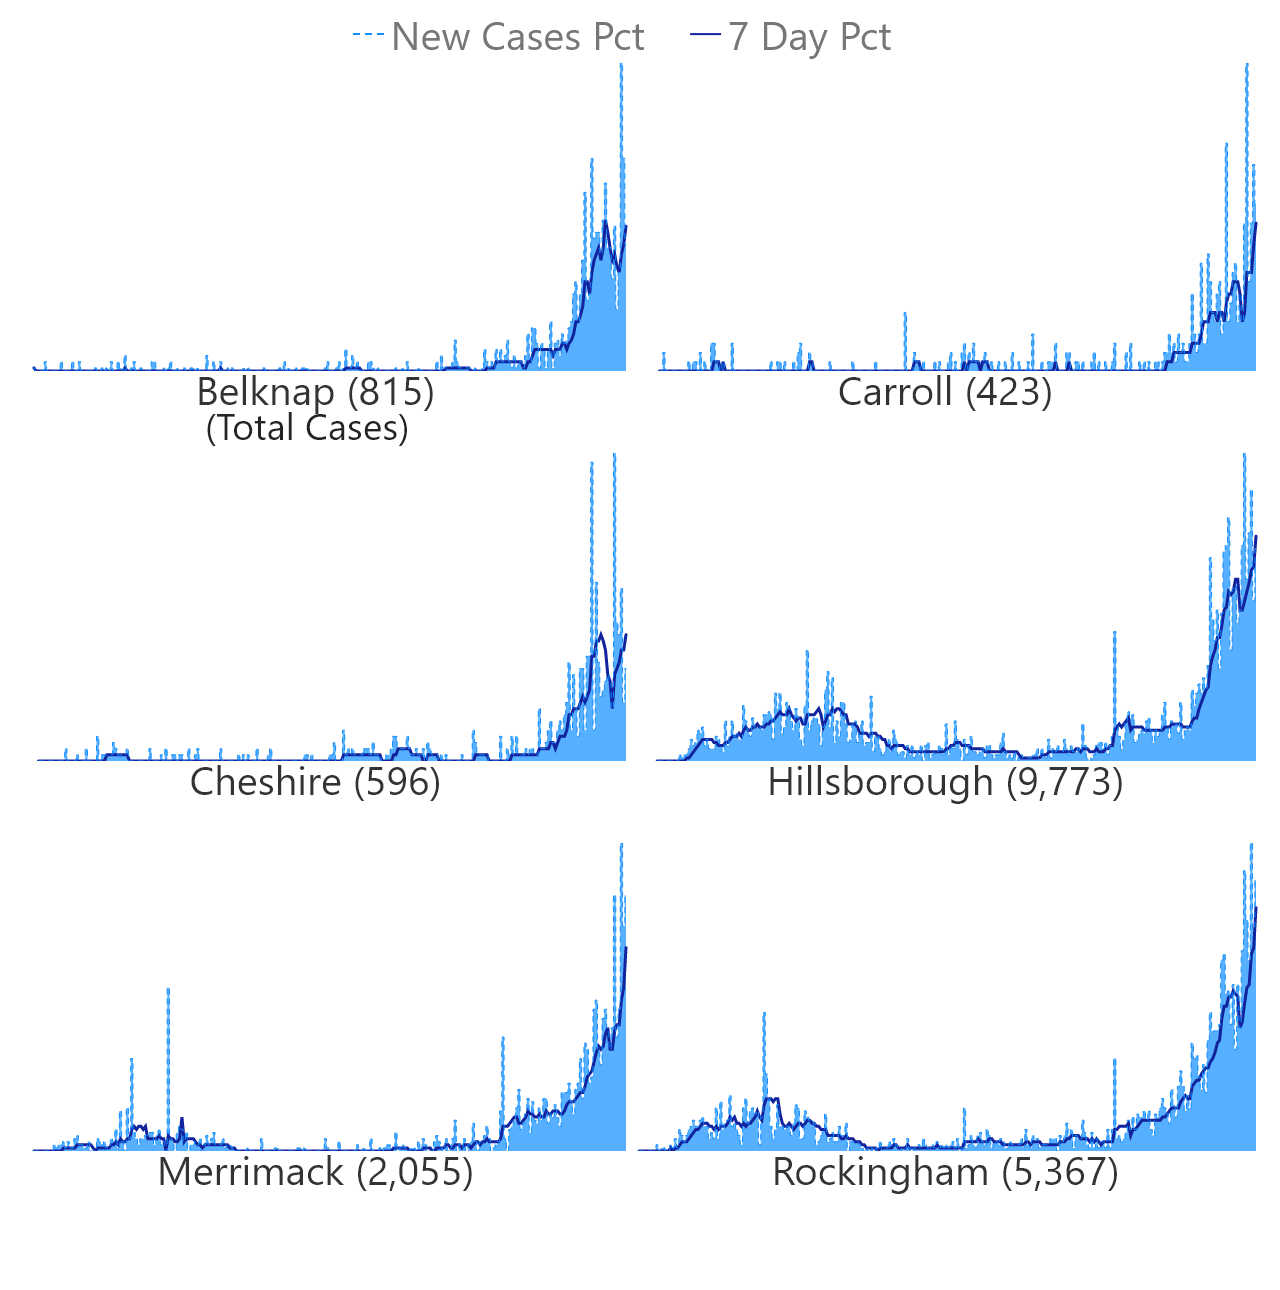 New Cases Pct 7 Day Pct
Belknap (815) Carroll (423)
(Total Cases)
Cheshire (596) Hillsborough (9,773)
Merrimack (2,055) Rockingham (5,367)